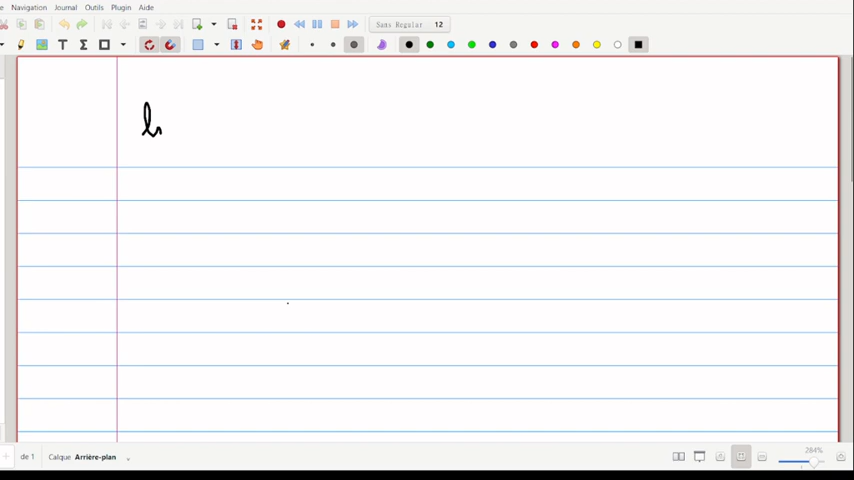 Navigation Journal Outils Plugin Aide
Sans Regular 12
de 1 Calque Arrière-plan
284%